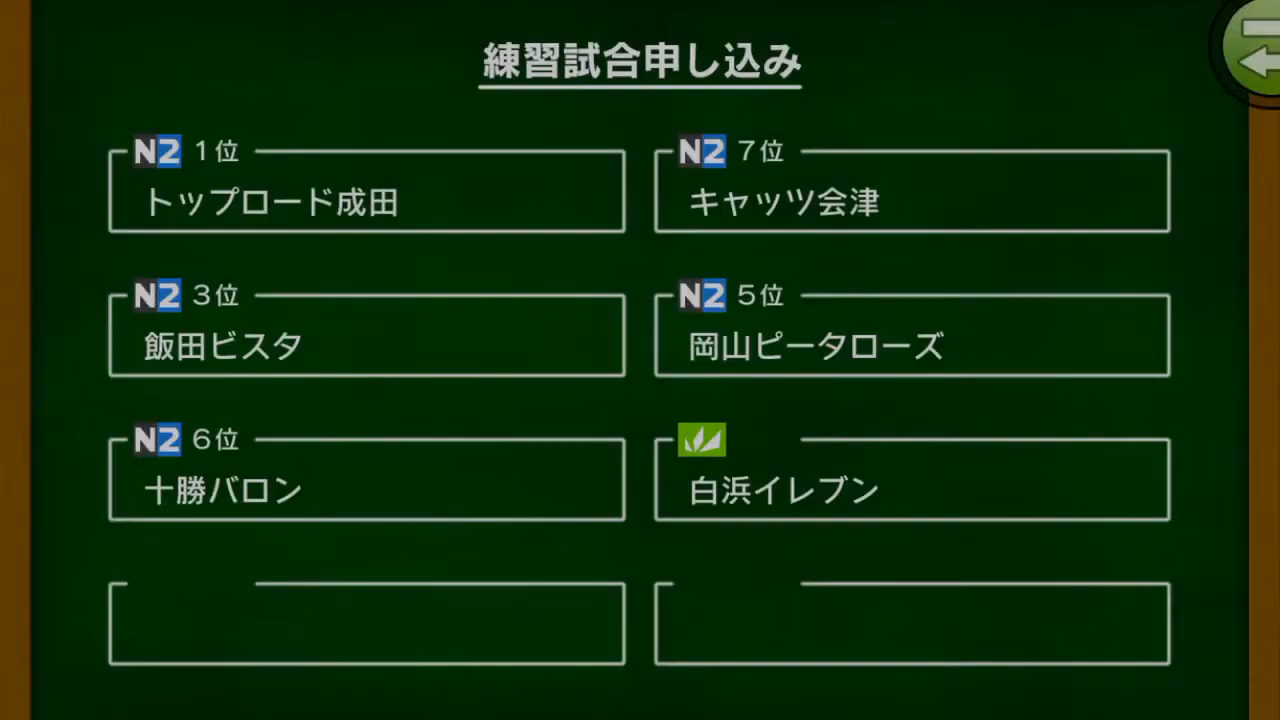 練習試合申し込み
N2 1位
トップロード成田
N2 7位
キャッツ会津
N2 3位
飯田ビスタ
N2 5位
岡山ピータローズ
N2 6位
十勝バロン
白浜イレブン